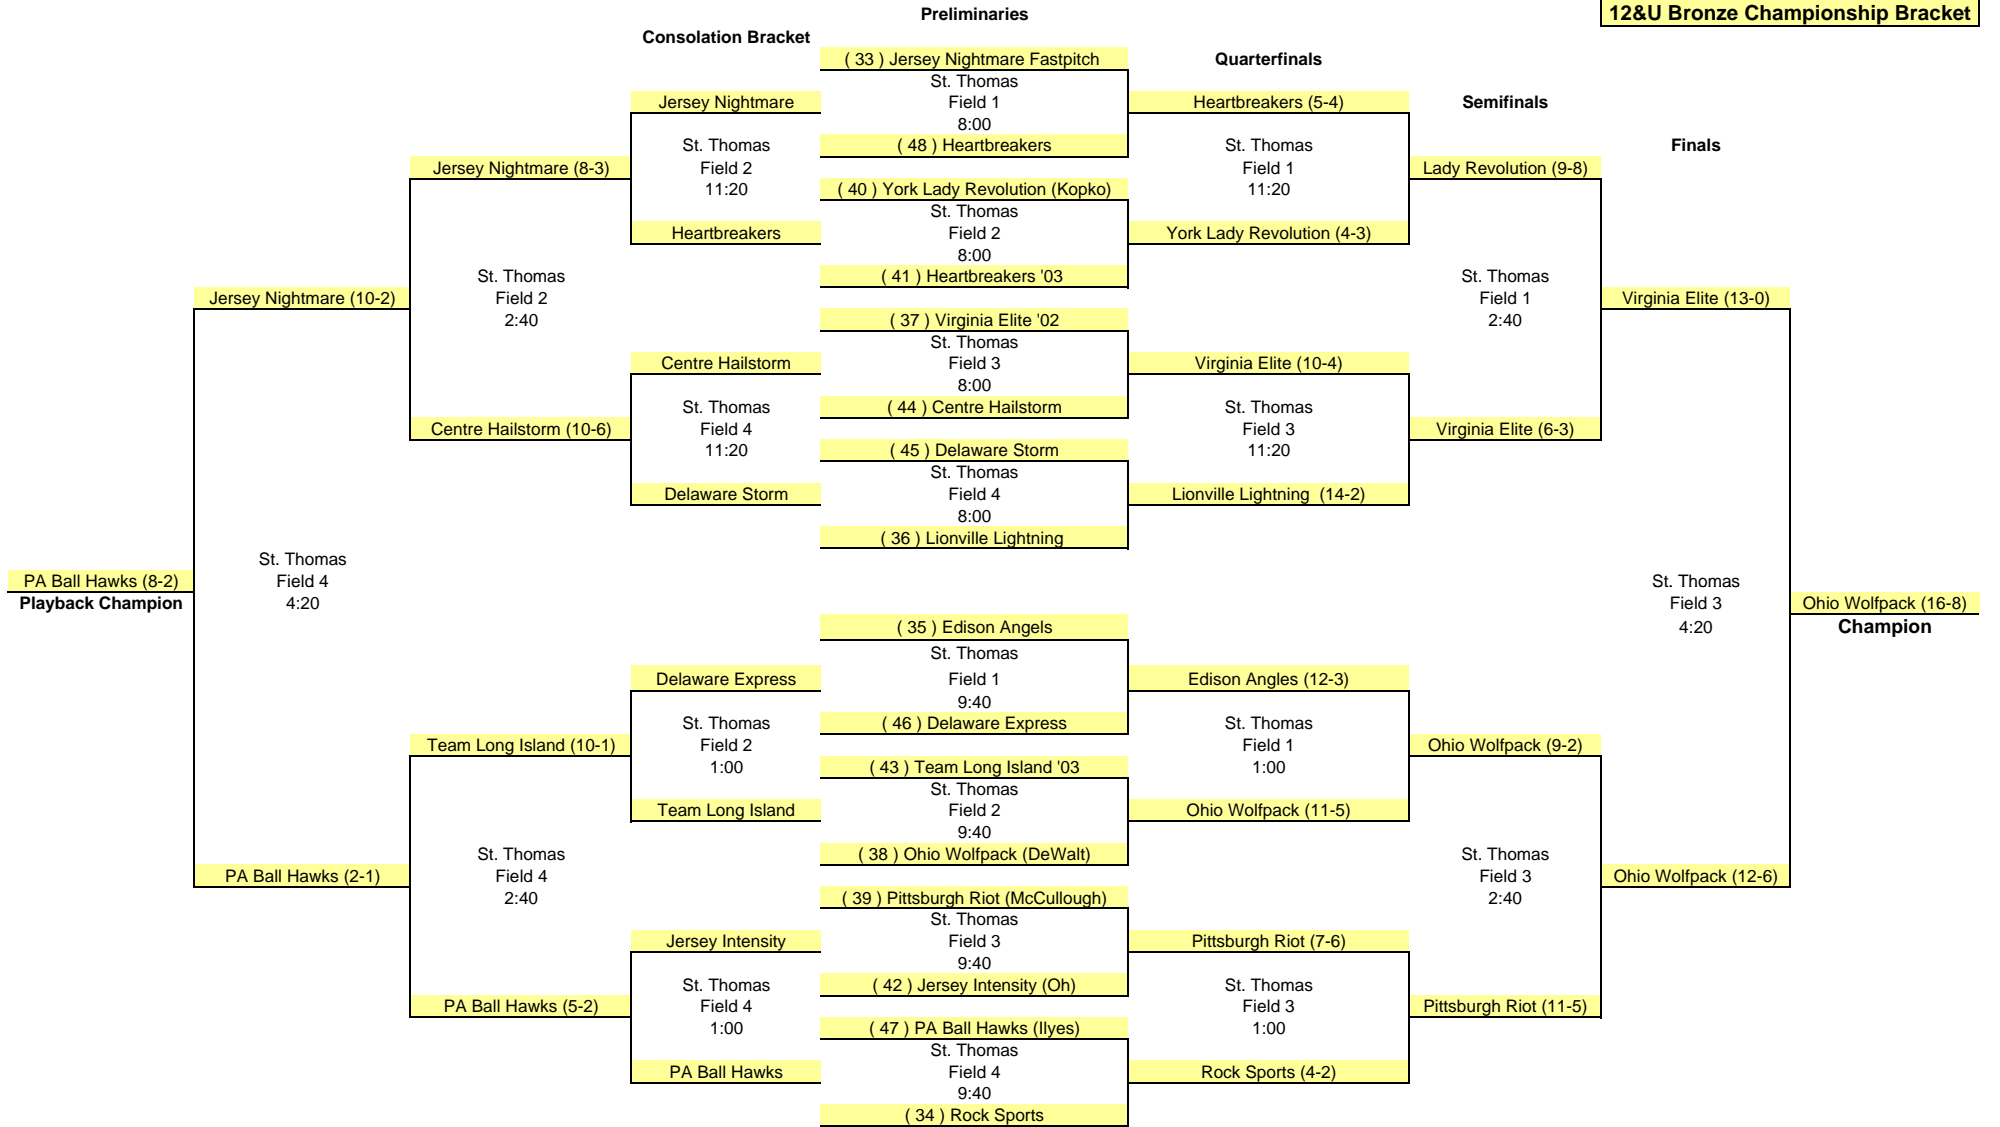 Preliminaries
12&U Bronze Championship Bracket
Consolation Bracket
( 33 ) Jersey Nightmare Fastpitch
Quarterfinals
St. Thomas
Jersey Nightmare
Field 1
Heartbreakers (5-4)
Semifinals
8:00
St. Thomas
( 48 ) Heartbreakers
St. Thomas
Finals
Jersey Nightmare (8-3)
Field 2
Field 1
Lady Revolution (9-8)
11:20
( 40 ) York Lady Revolution (Kopko)
11:20
St. Thomas
Heartbreakers
Field 2
York Lady Revolution (4-3)
8:00
St. Thomas
( 41 ) Heartbreakers '03
St. Thomas
Jersey Nightmare (10-2)
Field 2
Field 1
Virginia Elite (13-0)
2:40
( 37 ) Virginia Elite '02
2:40
St. Thomas
Centre Hailstorm
Field 3
Virginia Elite (10-4)
8:00
St. Thomas
( 44 ) Centre Hailstorm
St. Thomas
Centre Hailstorm (10-6)
Field 4
Field 3
Virginia Elite (6-3)
11:20
( 45 ) Delaware Storm
11:20
St. Thomas
Delaware Storm
Field 4
Lionville Lightning (14-2)
8:00
( 36 ) Lionville Lightning
St. Thomas
St. Thomas
PA Ball Hawks (8-2)
Field 4
Field 3
Playback Champion
4:20
Ohio Wolfpack (16-8)
( 35 ) Edison Angels
4:20
Champion
St. Thomas
Delaware Express
Field 1
Edison Angles (12-3)
9:40
St. Thomas
( 46 ) Delaware Express
St. Thomas
Team Long Island (10-1)
Field 2
Field 1
Ohio Wolfpack (9-2)
1:00
( 43 ) Team Long Island '03
1:00
St. Thomas
Team Long Island
Field 2
Ohio Wolfpack (11-5)
9:40
St. Thomas
( 38 ) Ohio Wolfpack (DeWalt)
St. Thomas
PA Ball Hawks (2-1)
Field 4
Field 3
Ohio Wolfpack (12-6)
2:40
( 39 ) Pittsburgh Riot (McCullough)
2:40
St. Thomas
Jersey Intensity
Field 3
Pittsburgh Riot (7-6)
9:40
St. Thomas
( 42 ) Jersey Intensity (Oh)
St. Thomas
PA Ball Hawks (5-2)
Field 4
Field 3
Pittsburgh Riot (11-5)
1:00
( 47 ) PA Ball Hawks (Ilyes)
1:00
St. Thomas
PA Ball Hawks
Field 4
Rock Sports (4-2)
9:40
( 34 ) Rock Sports